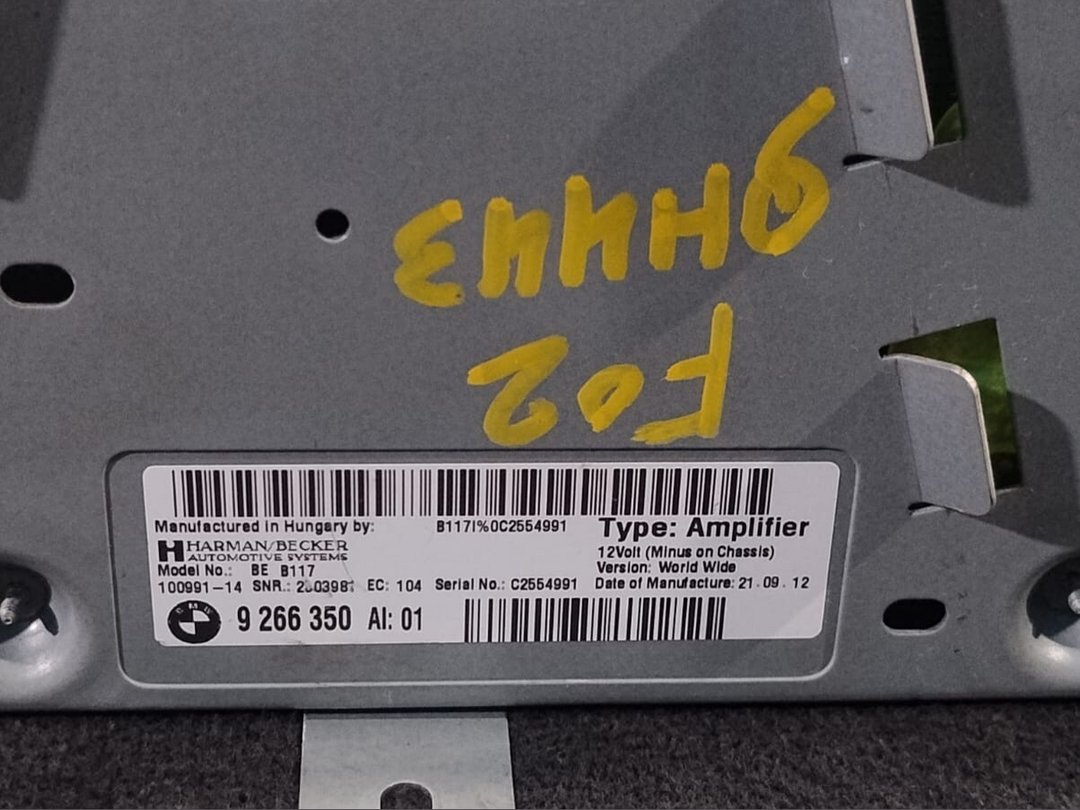 F02
9H443
Manufactured in Hungary by:
B117I%0C2554991
Type: Amplifier
HARMAN/BECKER
AUTOMOTIVE SYSTEMS
12Volt (Minus on Chassis)
Version: World Wide
Model No.: BE B117
100991-14 SNR.: EC: 104 Serial No.: C2554991 Date of Manufacture: 21.09.12
BMW 9 266 350 AI: 01